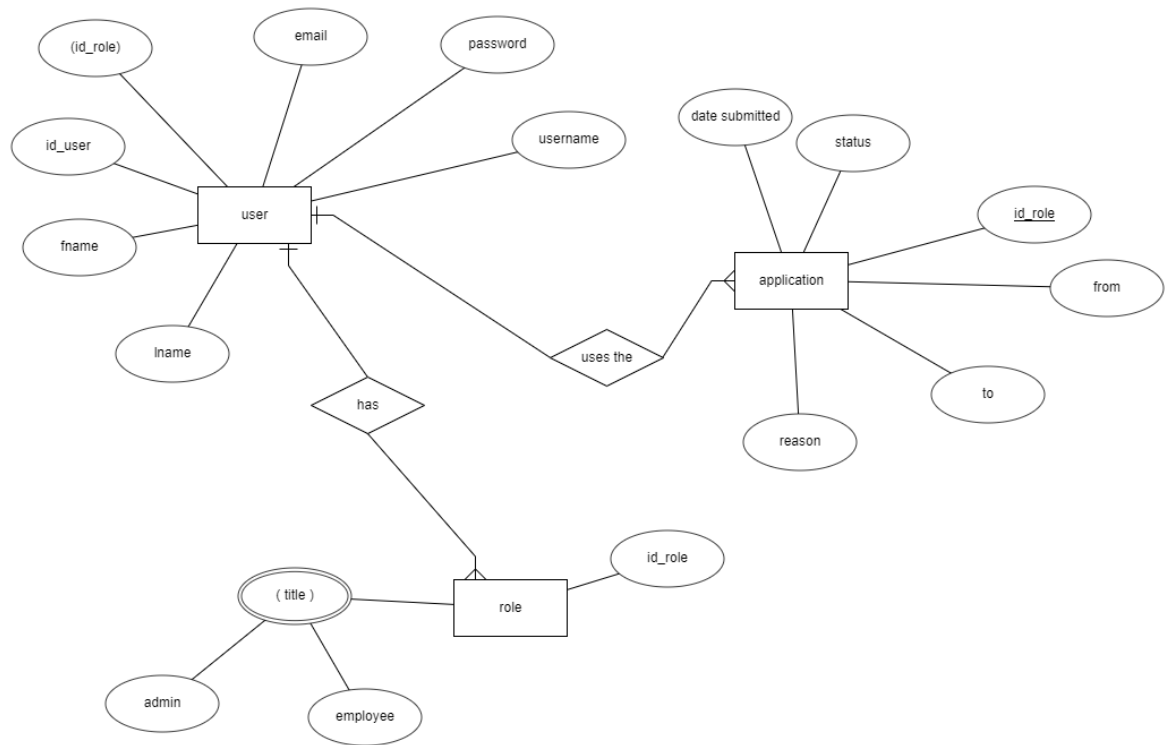 (id_role)
email
password
id_user
username
user
fname
lname
date submitted
status
id_role
application
from
uses the
to
reason
has
id_role
( title )
role
admin
employee